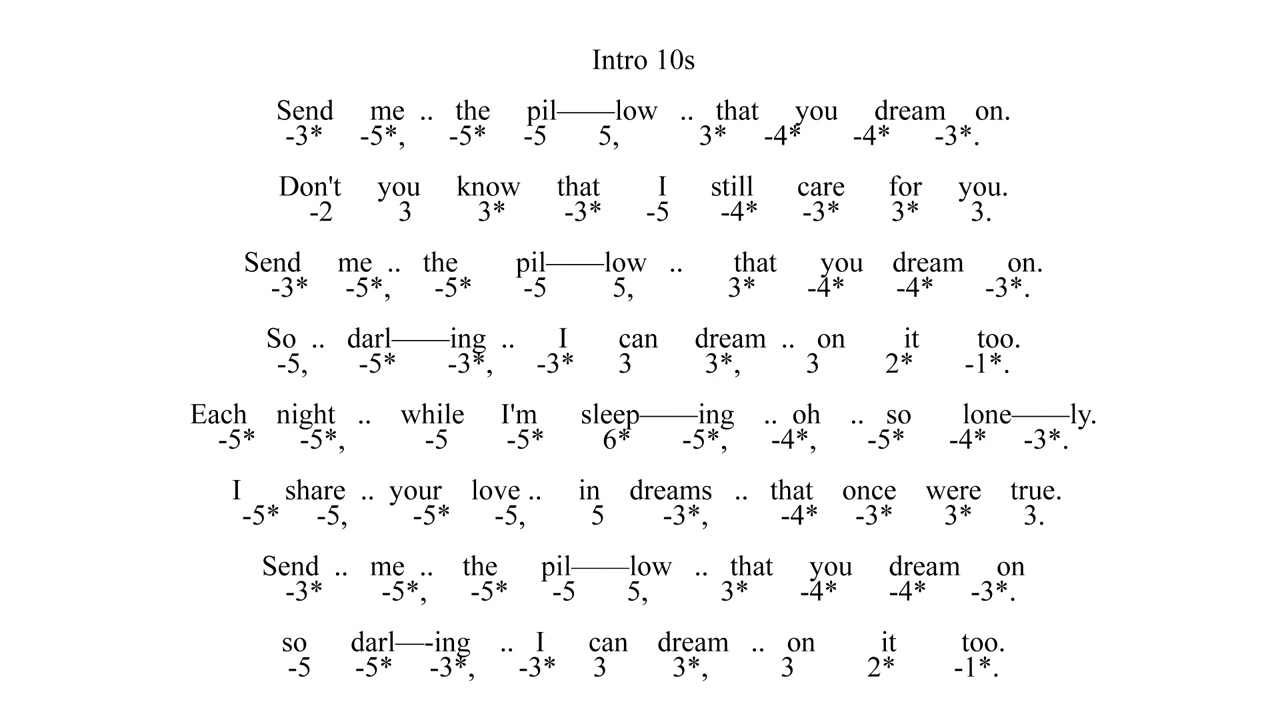 Intro 10s
Send me .. the pil——low .. that you dream on.
-3* -5*, -5* -5 5, 3* -4* -4* -3*.
Don't you know that I still care for you.
-2 3 3* -3* -5 -4* -3* 3* 3.
Send me .. the pil——low .. that you dream on.
-3* -5*, -5* -5 5, 3* -4* -4* -3*.
So .. darl——ing .. I can dream .. on it too.
-5, -5* -3*, -3* 3 3*, 3 2* -1*.
Each night .. while I'm sleep——ing .. oh .. so lone——ly.
-5* -5*, -5 -5* 6* -5*, -4*, -5* -4* -3*.
I share .. your love .. in dreams .. that once were true.
-5* -5, -5* -5, 5 -3*, -4* -3* 3* 3.
Send .. me .. the pil——low .. that you dream on
-3* -5*, -5* -5 5, 3* -4* -4* -3*.
so darl—-ing .. I can dream .. on it too.
-5 -5* -3*, -3* 3 3*, 3 2* -1*.